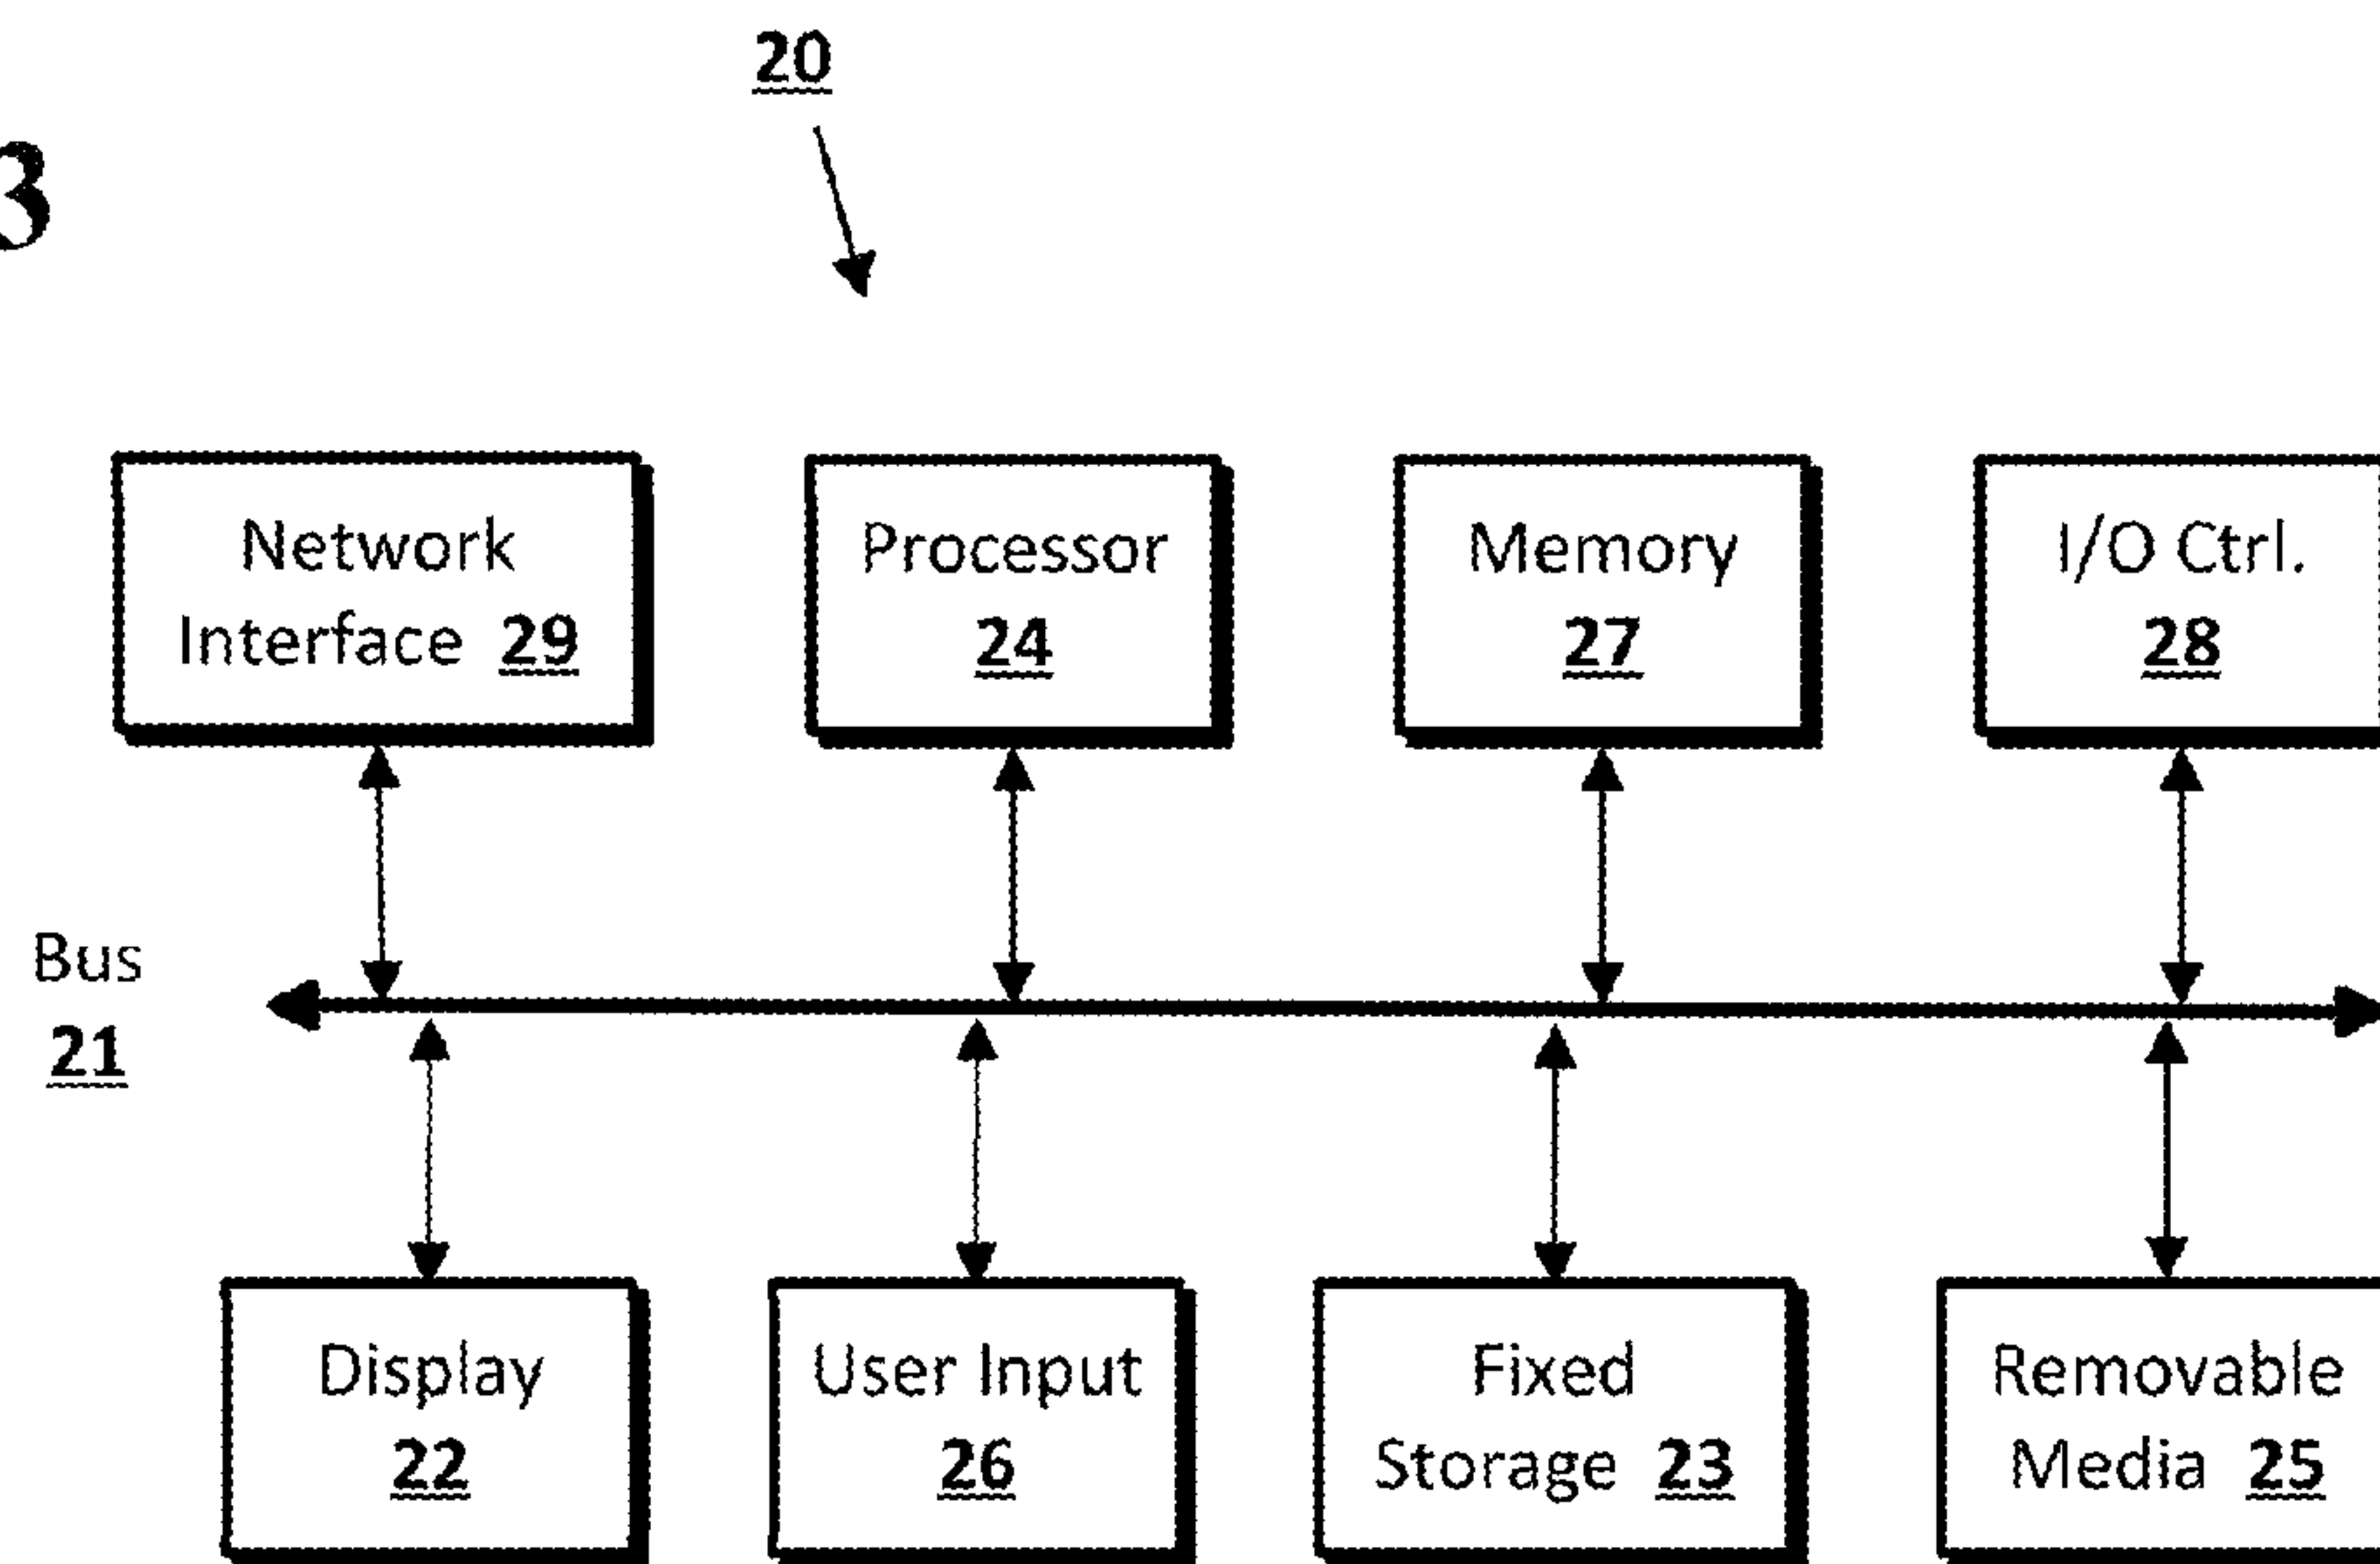 20
3
Network
Interface 29
Processor
24
Memory
27
I/O Ctrl.
28
Bus
21
Display
22
User Input
26
Fixed
Storage 23
Removable
Media 25